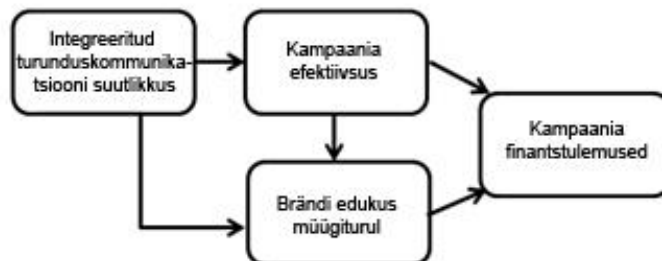 Integreeritud
turunduskommunika-
tsiooni suutlikkus
Kampaania
efektiivsus
Kampaania
finantstulemused
Brändi edukus
müügiturul